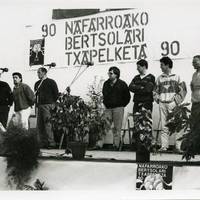 NAFARROAKO
90 BERTSOLARI 90
TXAPELKETA
NAFARROAKO
BERTSOLARI
TXAPELKETA